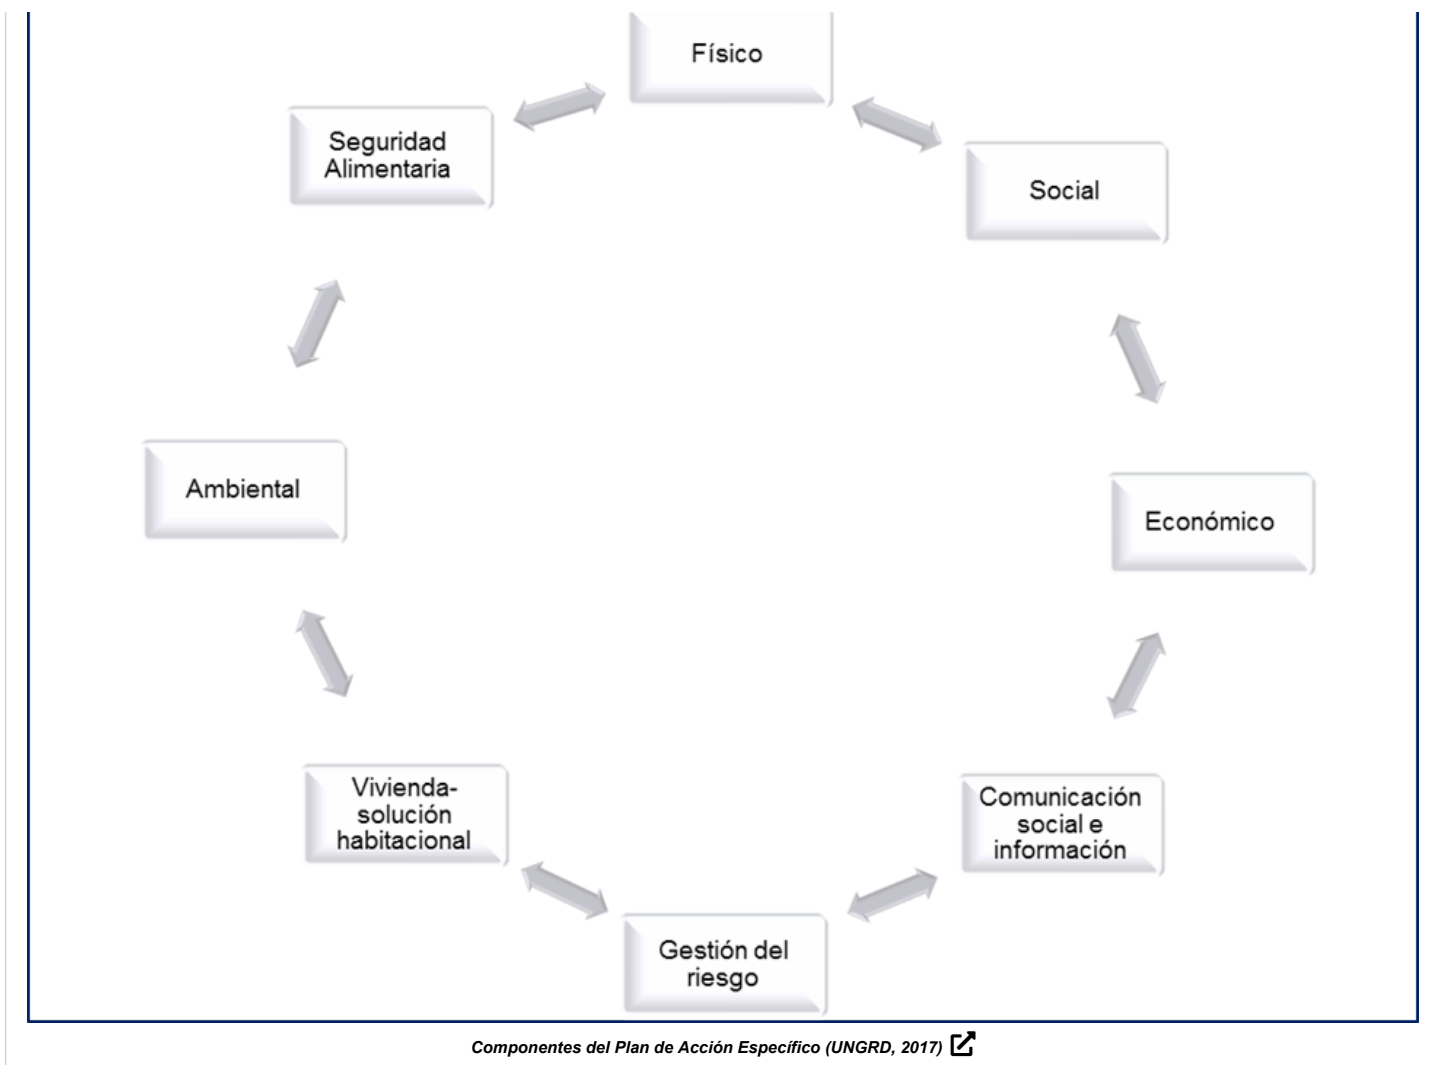 Físico
Seguridad
Alimentaria
Social
Ambiental
Económico
Vivienda-
solución
habitacional
Comunicación
social e
información
Gestión del
riesgo
Componentes del Plan de Acción Específico (UNGRD, 2017)